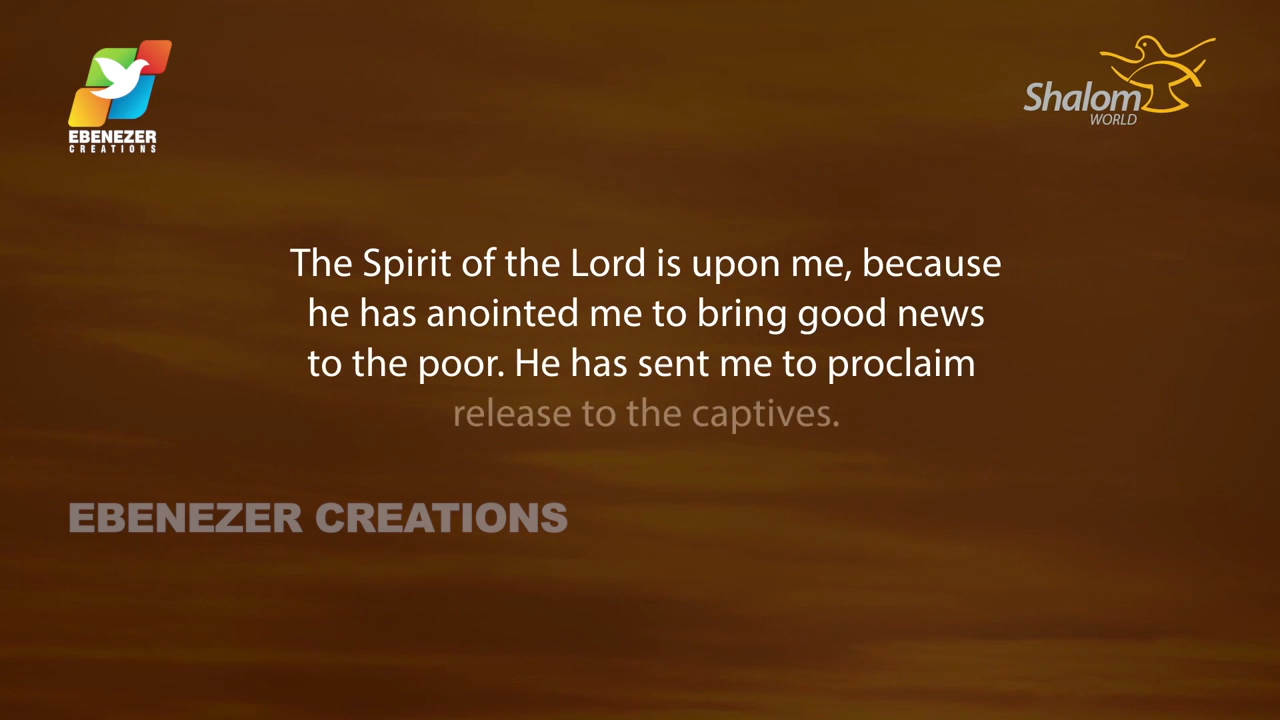 EBENEZER
CREATIONS
Shalom
WORLD
The Spirit of the Lord is upon me, because
he has anointed me to bring good news
to the poor. He has sent me to proclaim
release to the captives.
EBENEZER CREATIONS